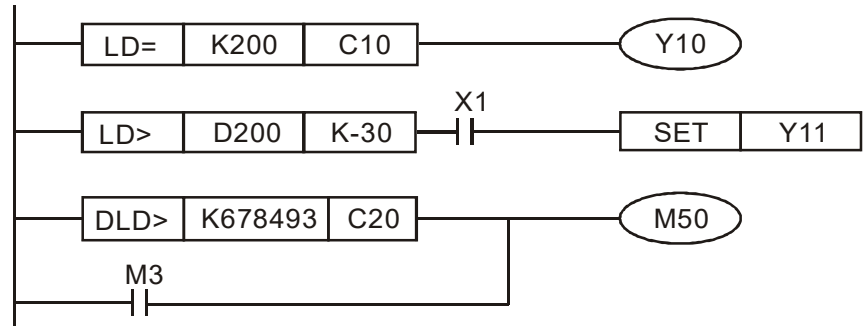 LD= K200 C10 Y10
X1
LD> D200 K-30 SET Y11
DLD> K678493 C20 M50
M3